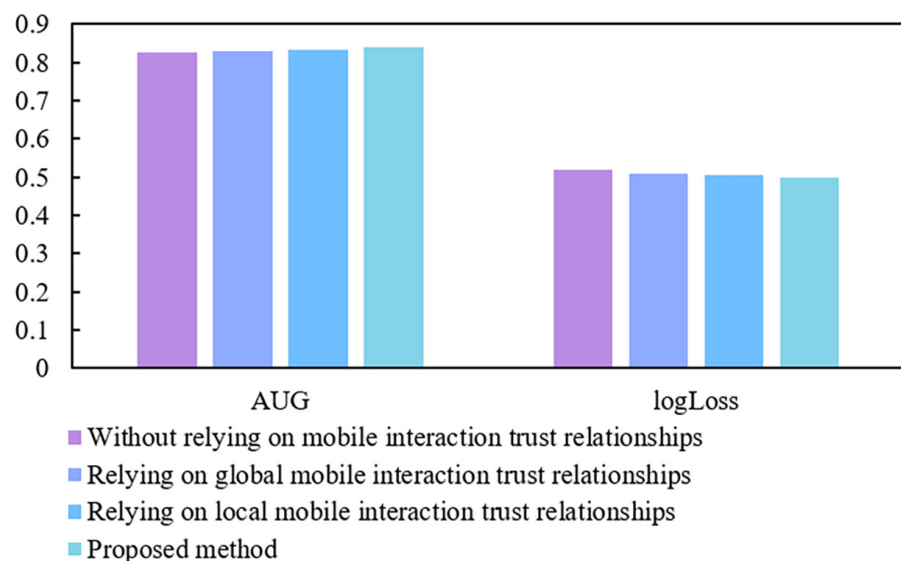 0.9
0.8
0.7
0.6
0.5
0.4
0.3
0.2
0.1
0
AUG
logLoss
Without relying on mobile interaction trust relationships
Relying on global mobile interaction trust relationships
Relying on local mobile interaction trust relationships
Proposed method